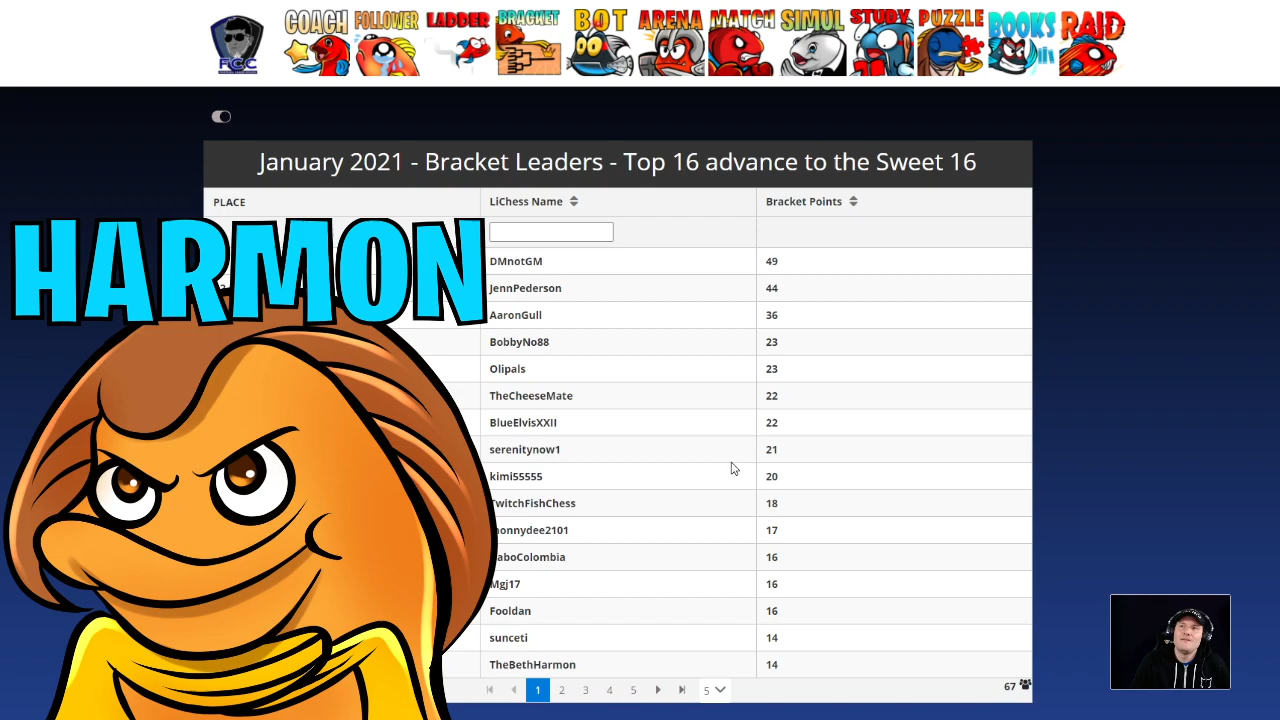 COACH FOLLOWER LADDER BRACKET BOT ARENA MATCH SIMUL STUDY PUZZLE BOOKS RAID
FCC
January 2021 - Bracket Leaders - Top 16 advance to the Sweet 16
PLACE LiChess Name Bracket Points
HARMON
DMnotGM 49
JennPederson 44
AaronGull 36
BobbyNo88 23
Olipals 23
TheCheeseMate 22
BlueElvisXXII 22
serenitynow1 21
kimi55555 20
TwitchFishChess 18
honnydee2101 17
aboColombia 16
Mgj17 16
Fooldan 16
sunceti 14
TheBethHarmon 14
1 2 3 4 5 5 67